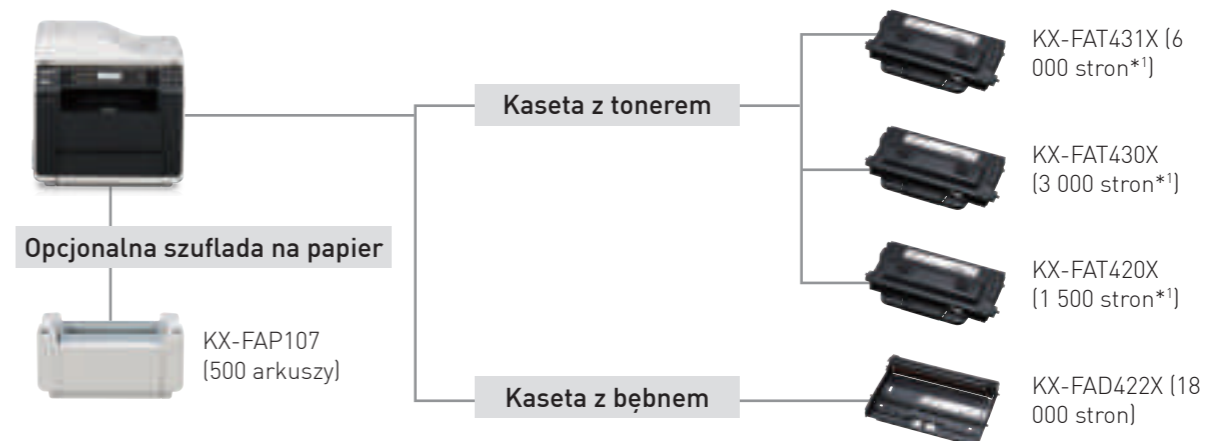 KX-FAT431X (6
000 stron*¹)
Kaseta z tonerem
KX-FAT430X
(3 000 stron*¹)
Opcjonalna szuflada na papier
KX-FAT420X
(1 500 stron*¹)
KX-FAP107
(500 arkuszy)
Kaseta z bębnem
KX-FAD422X (18
000 stron)